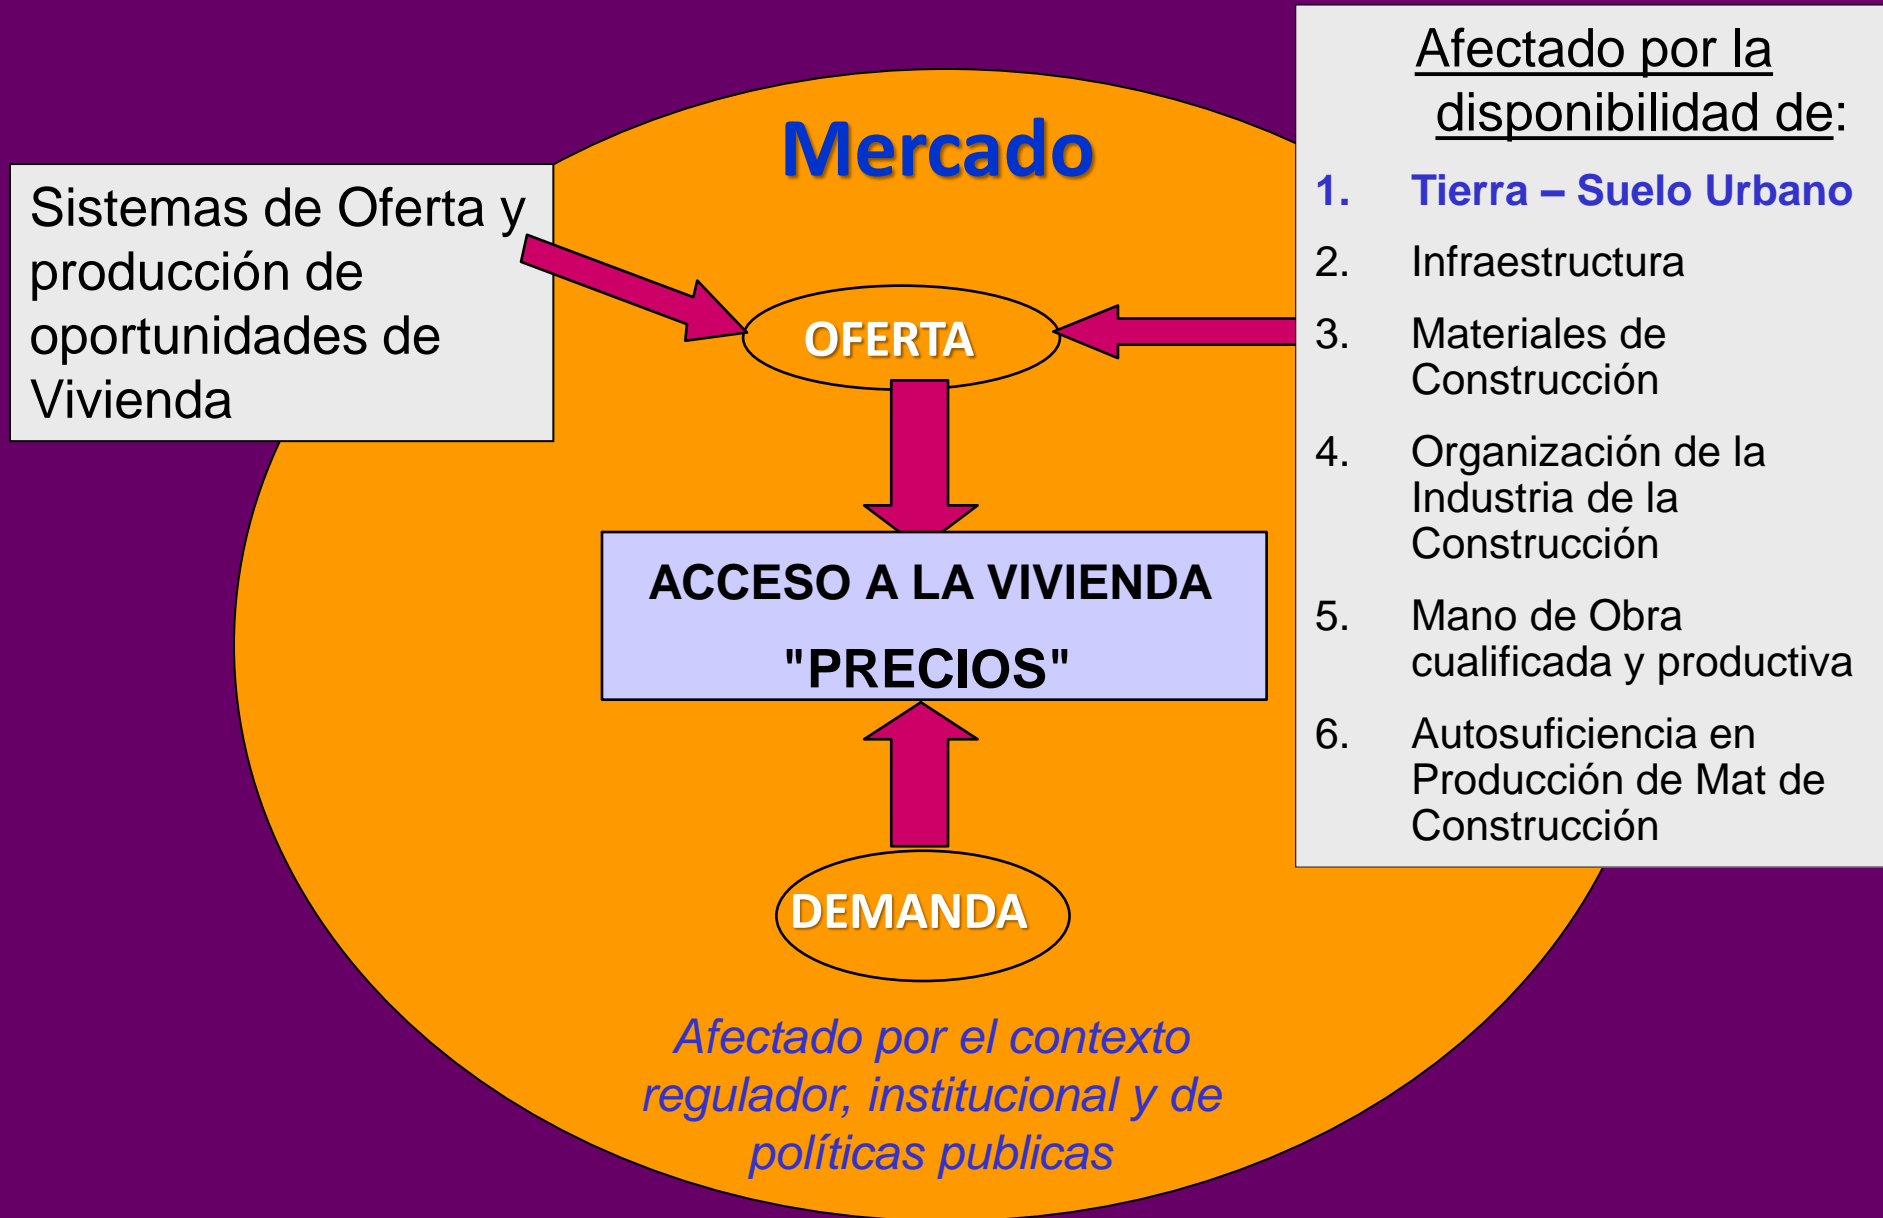 Mercado
Sistemas de Oferta y
producción de
oportunidades de
Vivienda
OFERTA
ACCESO A LA VIVIENDA
"PRECIOS"
DEMANDA
Afectado por el contexto
regulador, institucional y de
políticas publicas
Afectado por la
disponibilidad de:
1. Tierra – Suelo Urbano
2. Infraestructura
3. Materiales de
Construcción
4. Organización de la
Industria de la
Construcción
5. Mano de Obra
cualificada y productiva
6. Autosuficiencia en
Producción de Mat de
Construcción